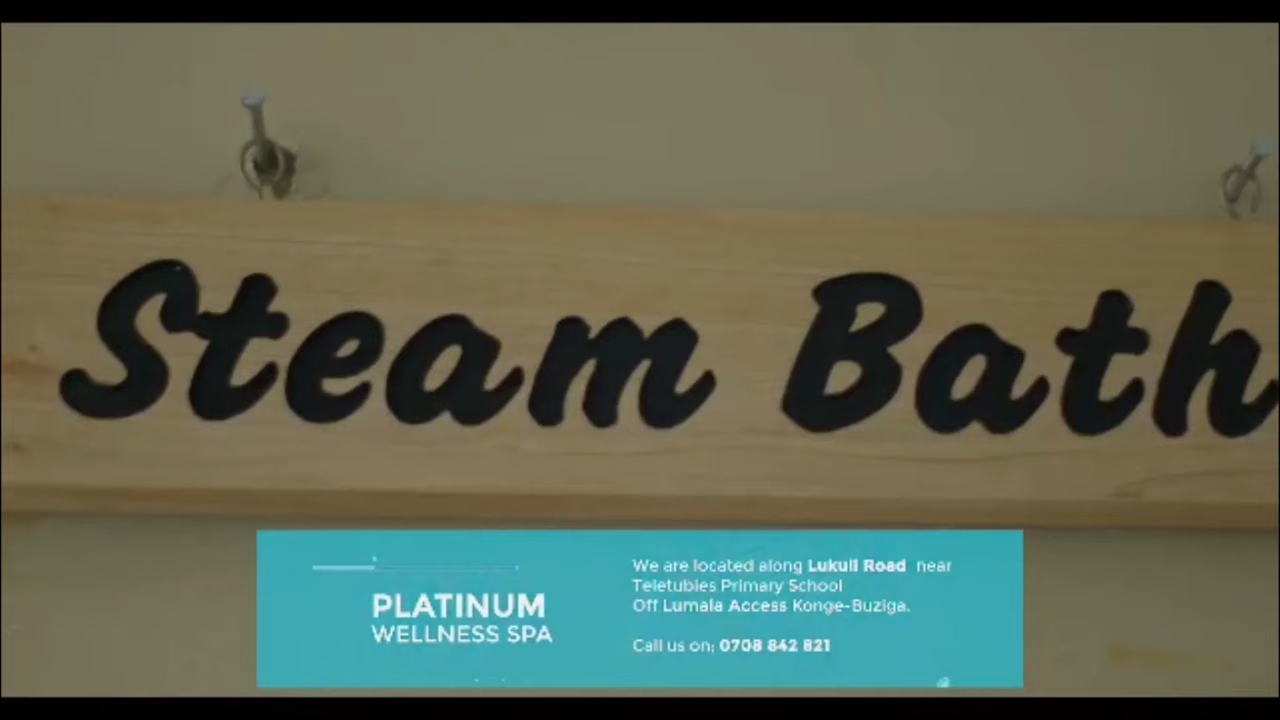 Steam Bath
PLATINUM
WELLNESS SPA
We are located along Lukuli Road near
Teletubies Primary School
Off Lumala Access Konge-Buziga.
Call us on; 0708 842 821